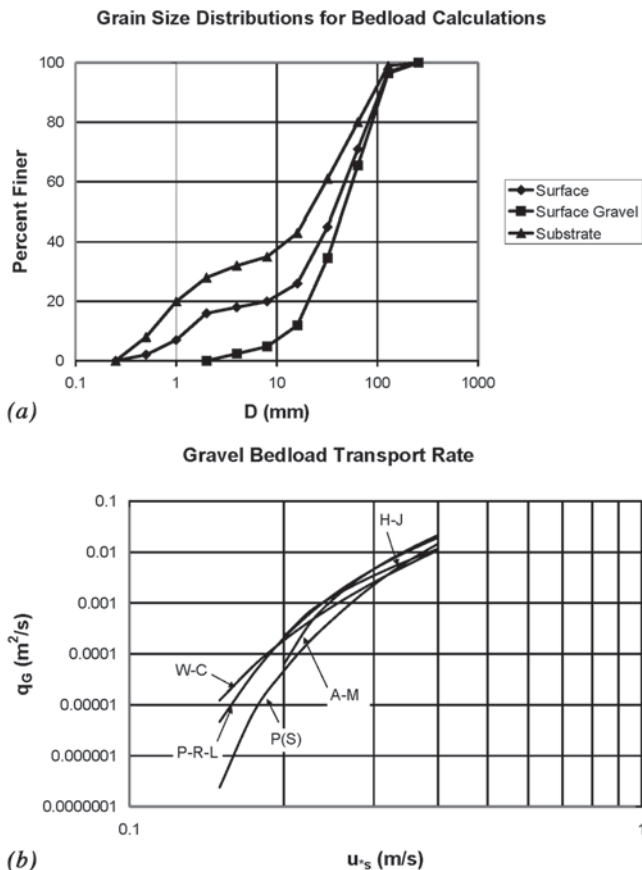 Grain Size Distributions for Bedload Calculations
100
80
60
40
20
0
Percent Finer
0.1
1
10
100
1000
D (mm)
Surface
Surface Gravel
Substrate
(a)
Gravel Bedload Transport Rate
0.1
0.01
0.001
0.0001
0.00001
0.000001
0.0000001
qG (m²/s)
H-J
W-C
A-M
P-R-L
P(S)
0.1
1
u*s (m/s)
(b)